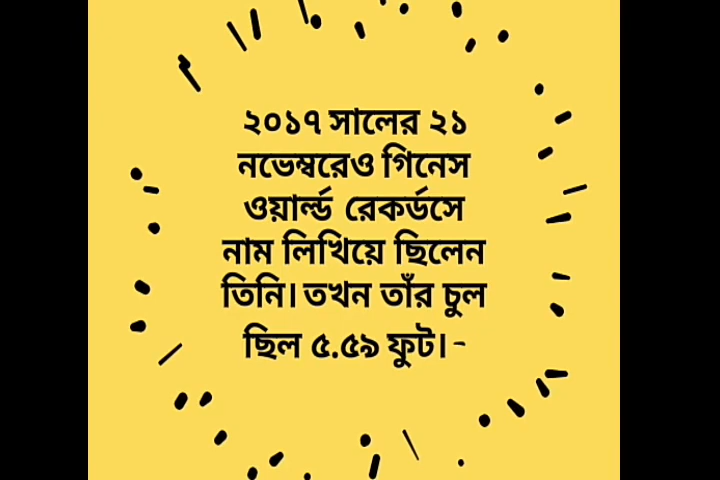 ২০১৭ সালের ২১
নভেম্বরেও গিনেস
ওয়ার্ল্ড রেকর্ডসে
নাম লিখিয়ে ছিলেন
তিনি। তখন তাঁর চুল
ছিল ৫.৫৯ ফুট।-